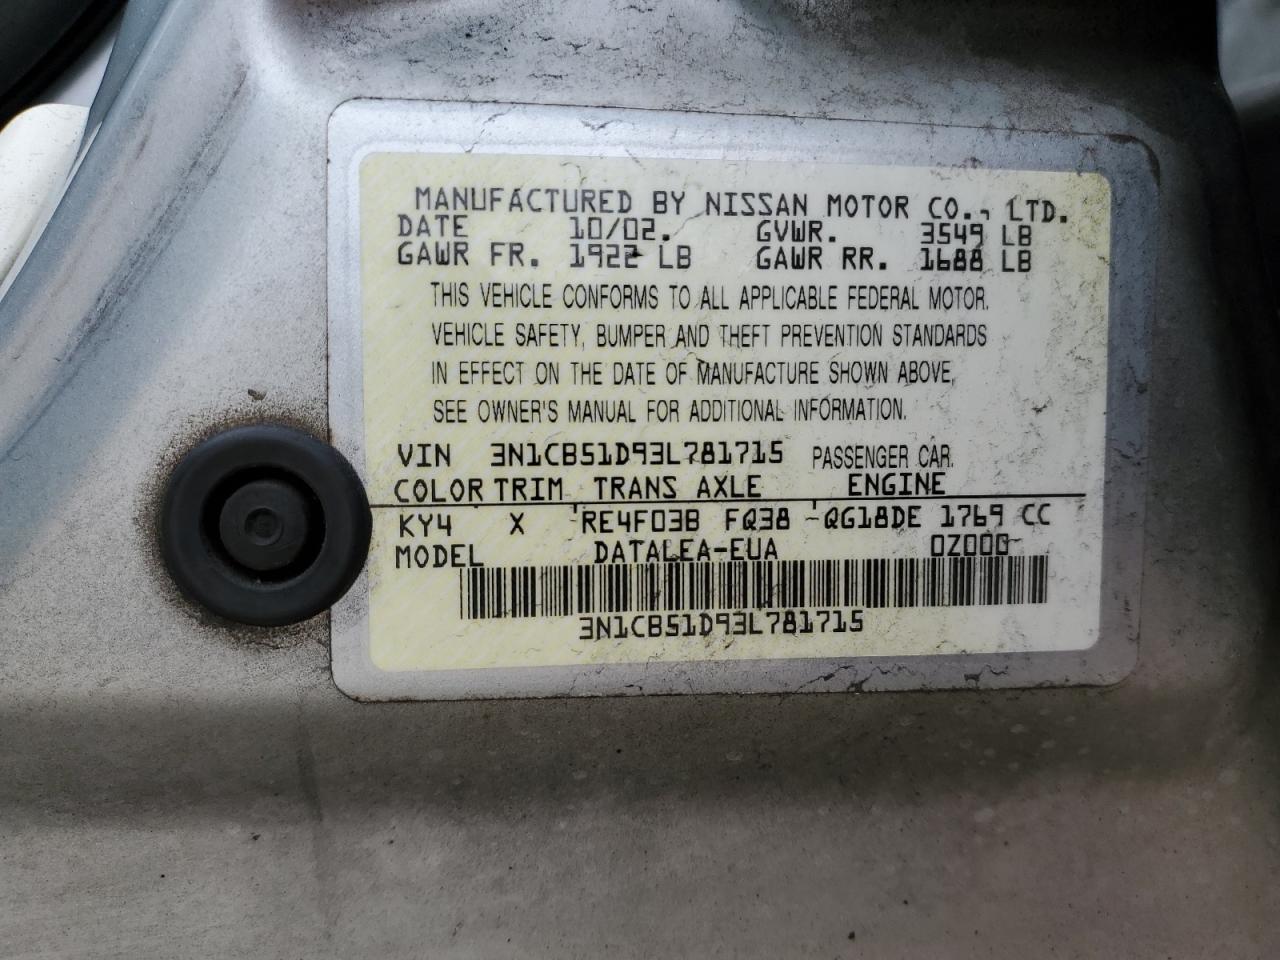 MANUFACTURED BY NISSAN MOTOR CO., LTD.
DATE 10/02. GVWR. 3549 LB
GAWR FR. 1922 LB GAWR RR. 1688 LB
THIS VEHICLE CONFORMS TO ALL APPLICABLE FEDERAL MOTOR.
VEHICLE SAFETY, BUMPER AND THEFT PREVENTION STANDARDS
IN EFFECT ON THE DATE OF MANUFACTURE SHOWN ABOVE,
SEE OWNER'S MANUAL FOR ADDITIONAL INFORMATION.
VIN 3N1CB51D93L781715 PASSENGER CAR.
COLOR TRIM TRANS AXLE ENGINE
KY4 X RE4F03B FQ38 QG18DE 1769 CC
MODEL DATALEA-EUA 0Z000
3N1CB51D93L781715